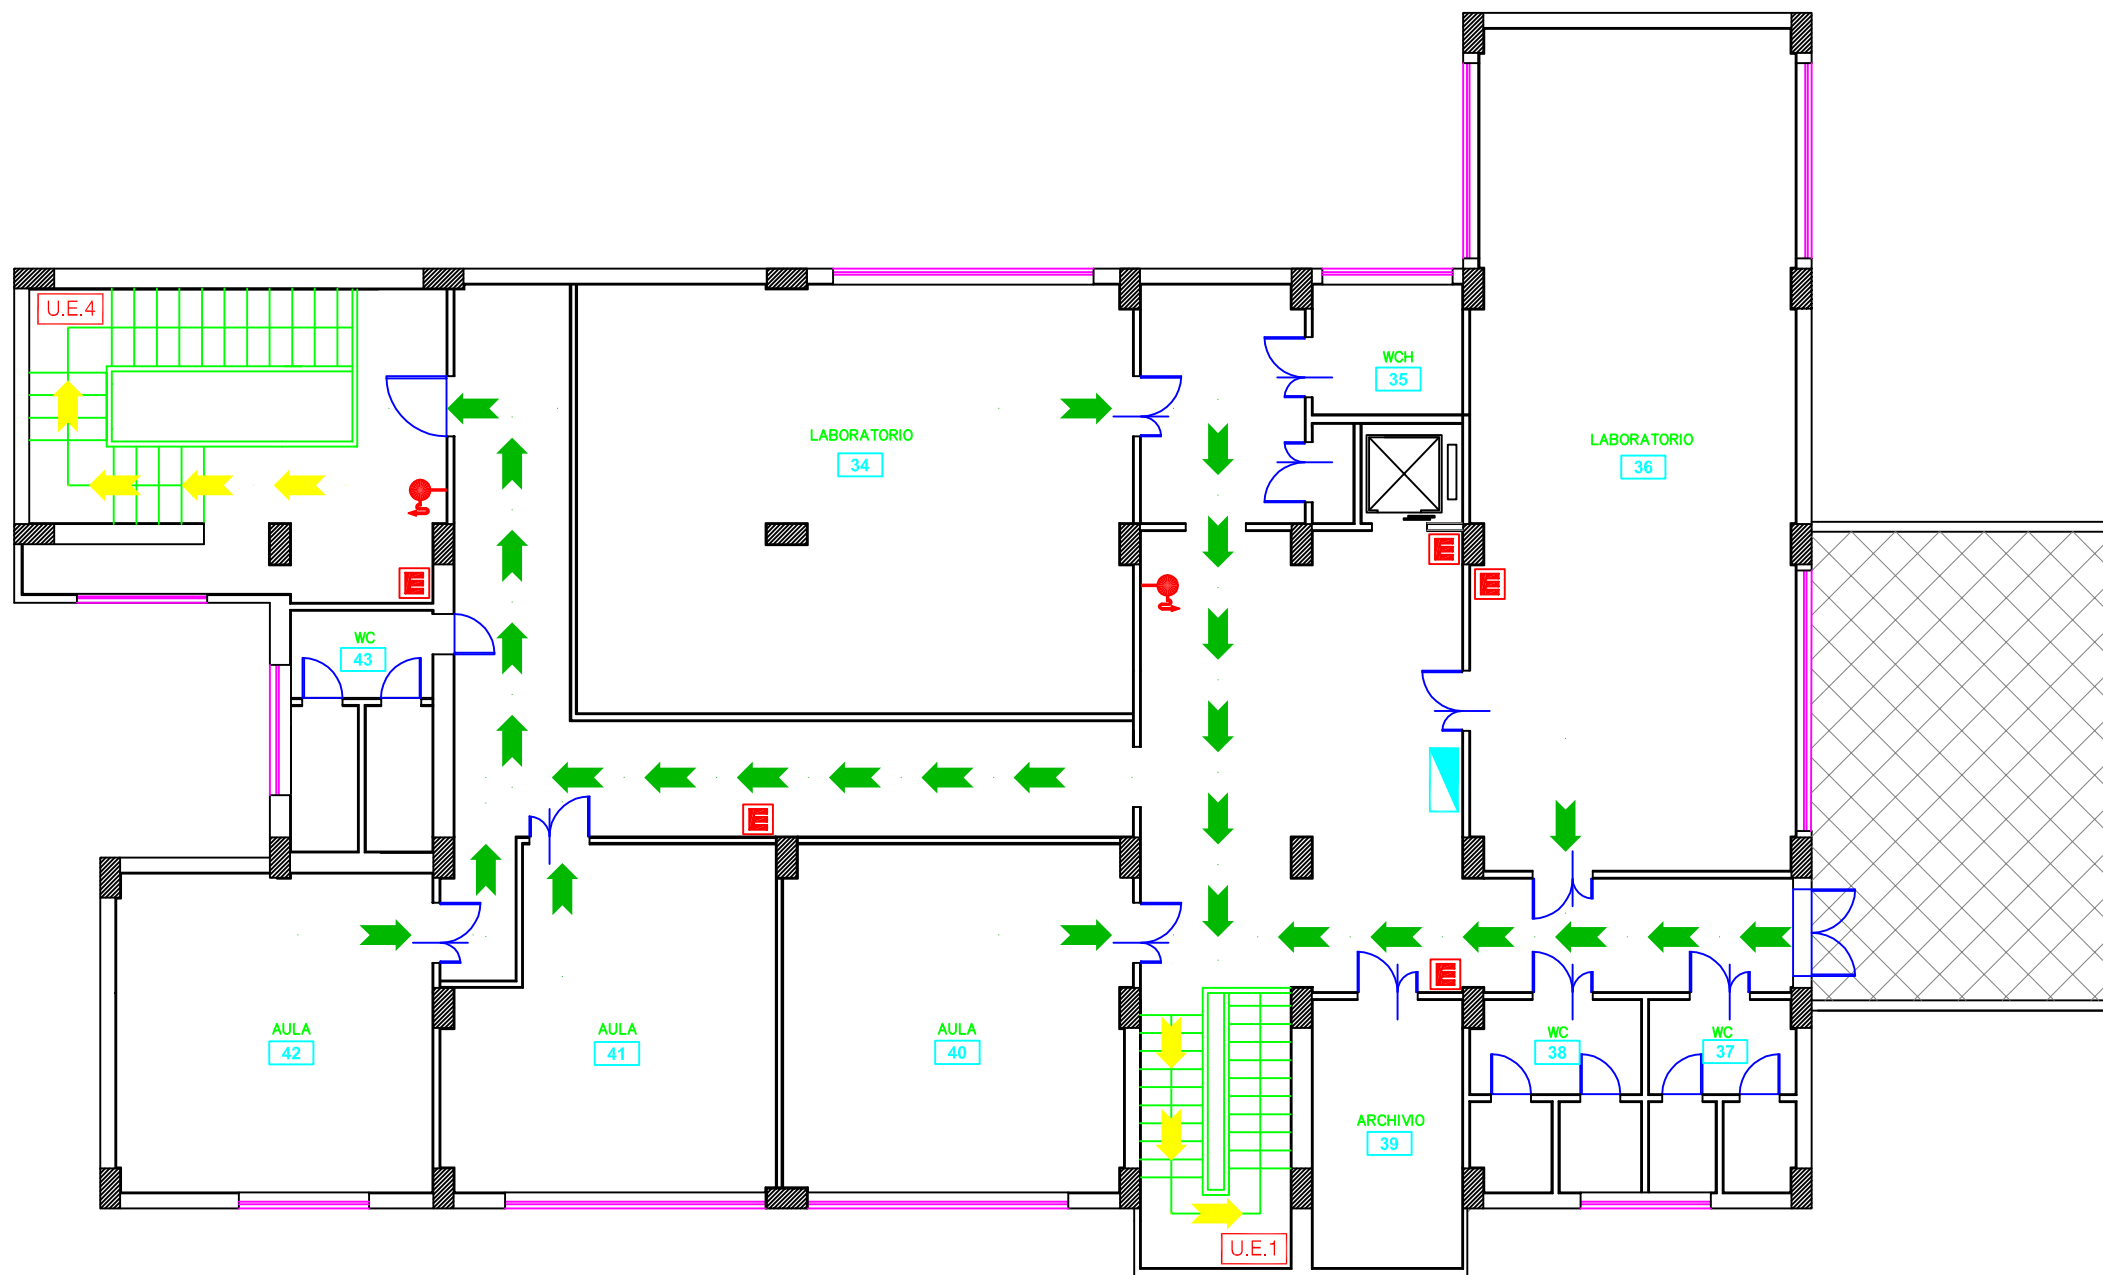 U.E.4
WCH
35
LABORATORIO
34
LABORATORIO
36
WC
43
AULA
42
AULA
41
AULA
40
WC
38
WC
37
ARCHIVIO
39
U.E.1